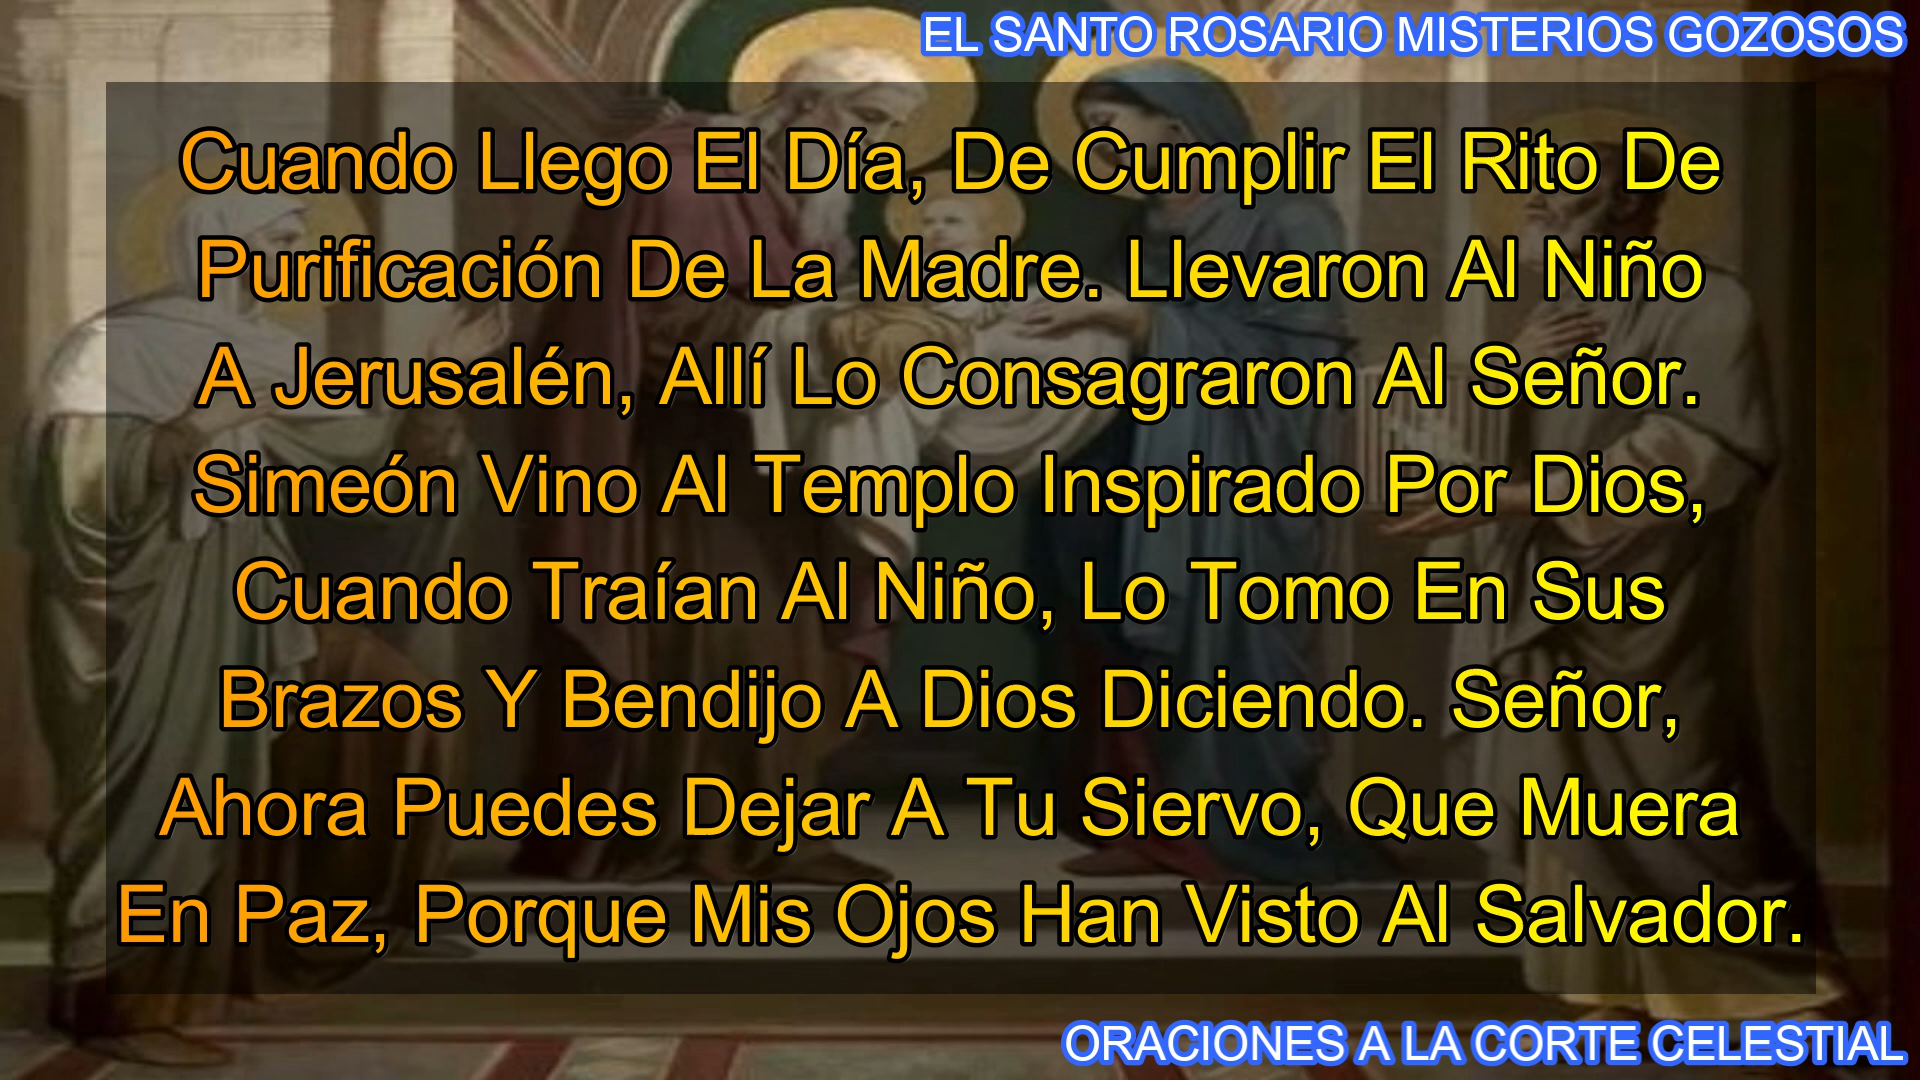 EL SANTO ROSARIO MISTERIOS GOZOSOS
Cuando Llego El Día, De Cumplir El Rito De
Purificación De La Madre. Llevaron Al Niño
A Jerusalén, Allí Lo Consagraron Al Señor.
Simeón Vino Al Templo Inspirado Por Dios,
Cuando Traían Al Niño, Lo Tomo En Sus
Brazos Y Bendijo A Dios Diciendo. Señor,
Ahora Puedes Dejar A Tu Siervo, Que Muera
En Paz, Porque Mis Ojos Han Visto Al Salvador.
ORACIONES A LA CORTE CELESTIAL